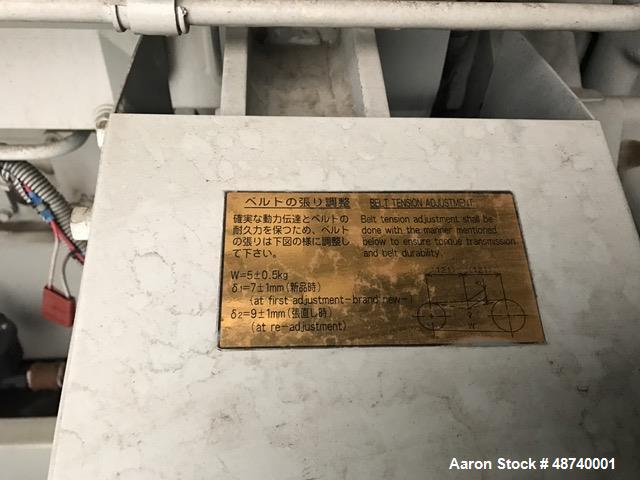 ベルトの張り調整 BELT TENSION ADJUSTMENT
確実な動力伝達とベルトの
耐久力を保つため、ベルト
の張りは下図の様に調整し
て下さい。
Belt tension adjustment shall be
done with the manner mentioned
below to ensure torque transmission
and belt durability.
W=5±0.5kg
δ1=7±1mm(新品時)
(at first adjustment-brand new-)
δ2=9±1mm(張直し時)
(at re-adjustment)
W
Aaron Stock # 48740001